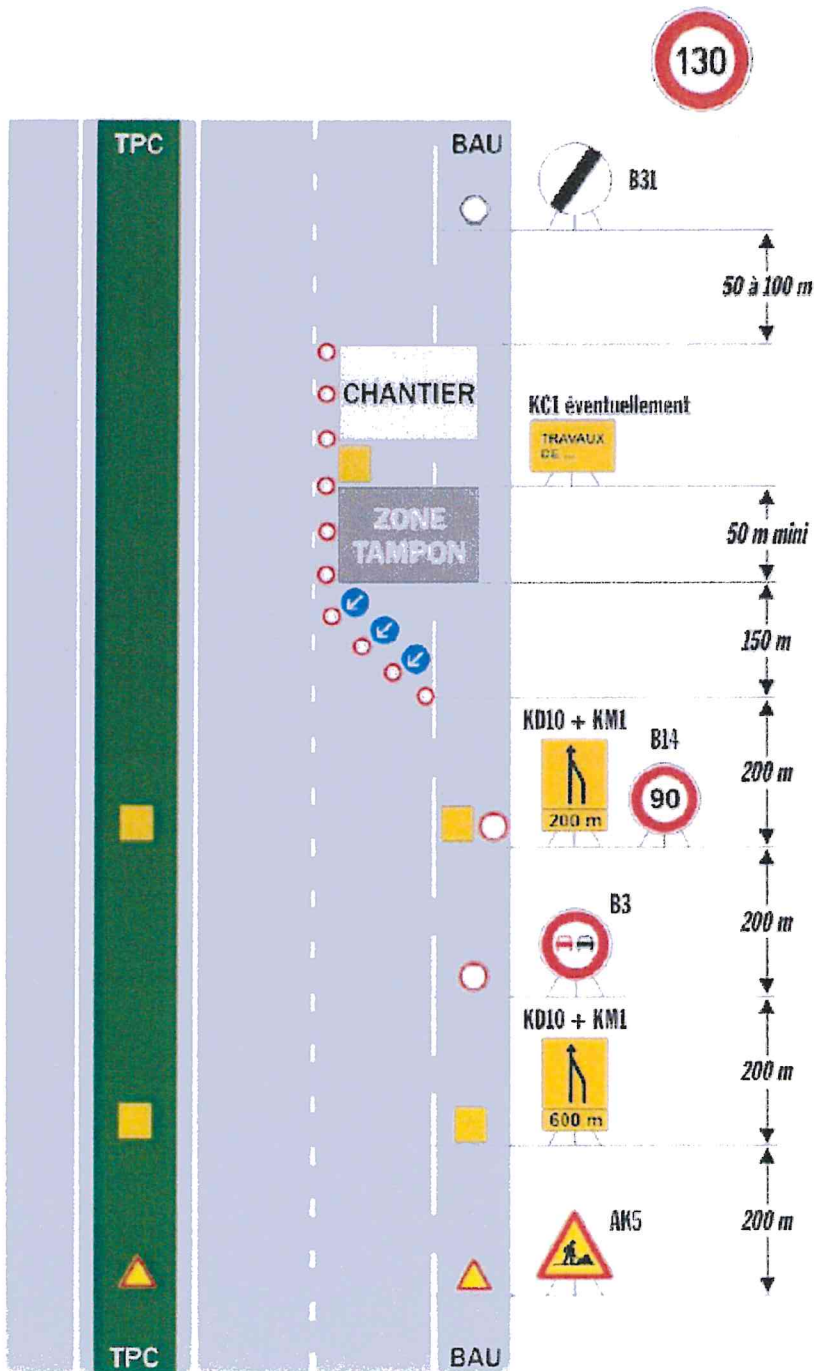 130
TPC
BAU
B31
50 à 100 m
CHANTIER
KC1 éventuellement
TRAVAUX
DE ...
ZONE
TAMPON
50 m mini
150 m
KD10 + KM1
B14
90
200 m
200 m
B3
200 m
KD10 + KM1
200 m
600 m
AK5
200 m
TPC
BAU